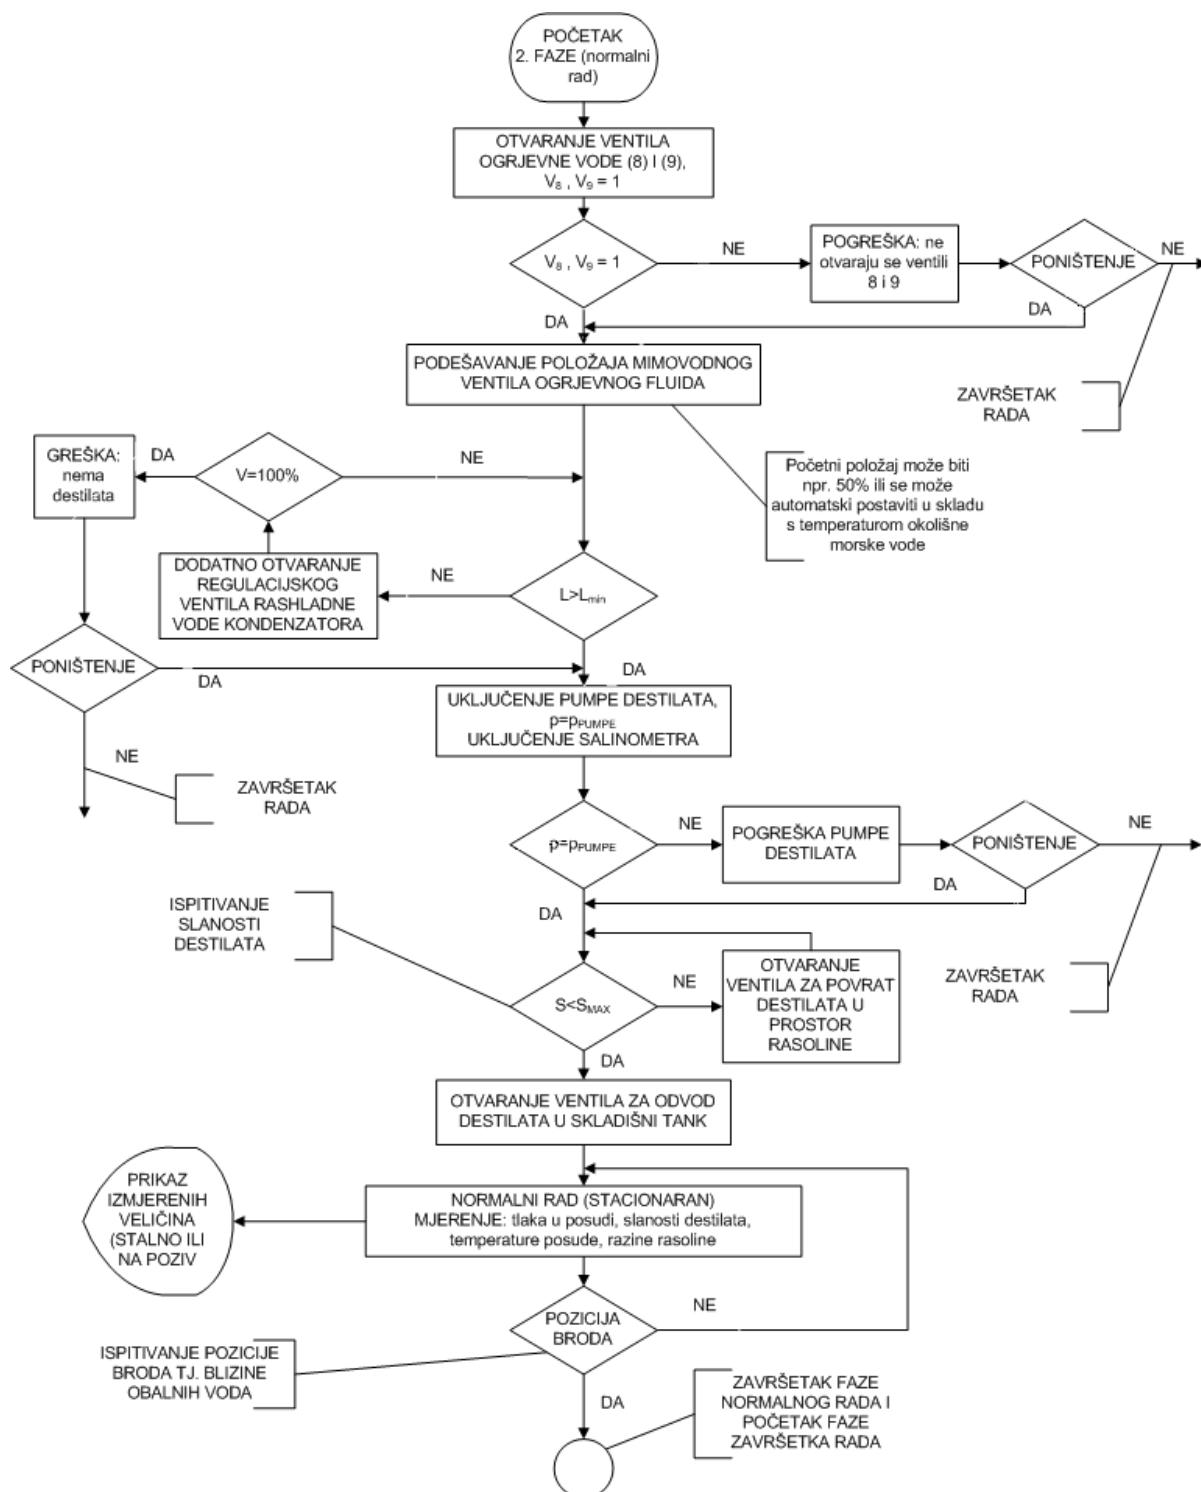 POČETAK
2. FAZE (normalni
rad)
OTVARANJE VENTILA
OGRJEVNE VODE (8) I (9),
V₈ , V₉ = 1
V₈ , V₉ = 1
NE
POGREŠKA: ne
otvaraju se ventili
8 i 9
PONIŠTENJE
NE
DA
DA
ZAVRŠETAK
RADA
PODEŠAVANJE POLOŽAJA MIMOVODNOG
VENTILA OGRJEVNOG FLUIDA
Početni položaj može biti
npr. 50% ili se može
automatski postaviti u skladu
s temperaturom okolišne
morske vode
GREŠKA:
nema
destilata
DA
V=100%
NE
DODATNO OTVARANJE
REGULACIJSKOG
VENTILA RASHLADNE
VODE KONDENZATORA
NE
L>Lmin
PONIŠTENJE
DA
DA
NE
ZAVRŠETAK
RADA
UKLJUČENJE PUMPE DESTILATA,
p=pPUMPE
UKLJUČENJE SALINOMETRA
p=pPUMPE
NE
POGREŠKA PUMPE
DESTILATA
PONIŠTENJE
NE
DA
DA
ZAVRŠETAK
RADA
ISPITIVANJE
SLANOSTI
DESTILATA
S<SMAX
NE
OTVARANJE
VENTILA ZA POVRAT
DESTILATA U
PROSTOR
RASOLINE
DA
OTVARANJE VENTILA ZA ODVOD
DESTILATA U SKLADIŠNI TANK
PRIKAZ
IZMJERENIH
VELIČINA
(STALNO ILI
NA POZIV
NORMALNI RAD (STACIONARAN)
MJERENJE: tlaka u posudi, slanosti destilata,
temperature posude, razine rasoline
POZICIJA
BRODA
NE
ISPITIVANJE POZICIJE
BRODA TJ. BLIZINE
OBALNIH VODA
DA
ZAVRŠETAK FAZE
NORMALNOG RADA I
POČETAK FAZE
ZAVRŠETKA RADA